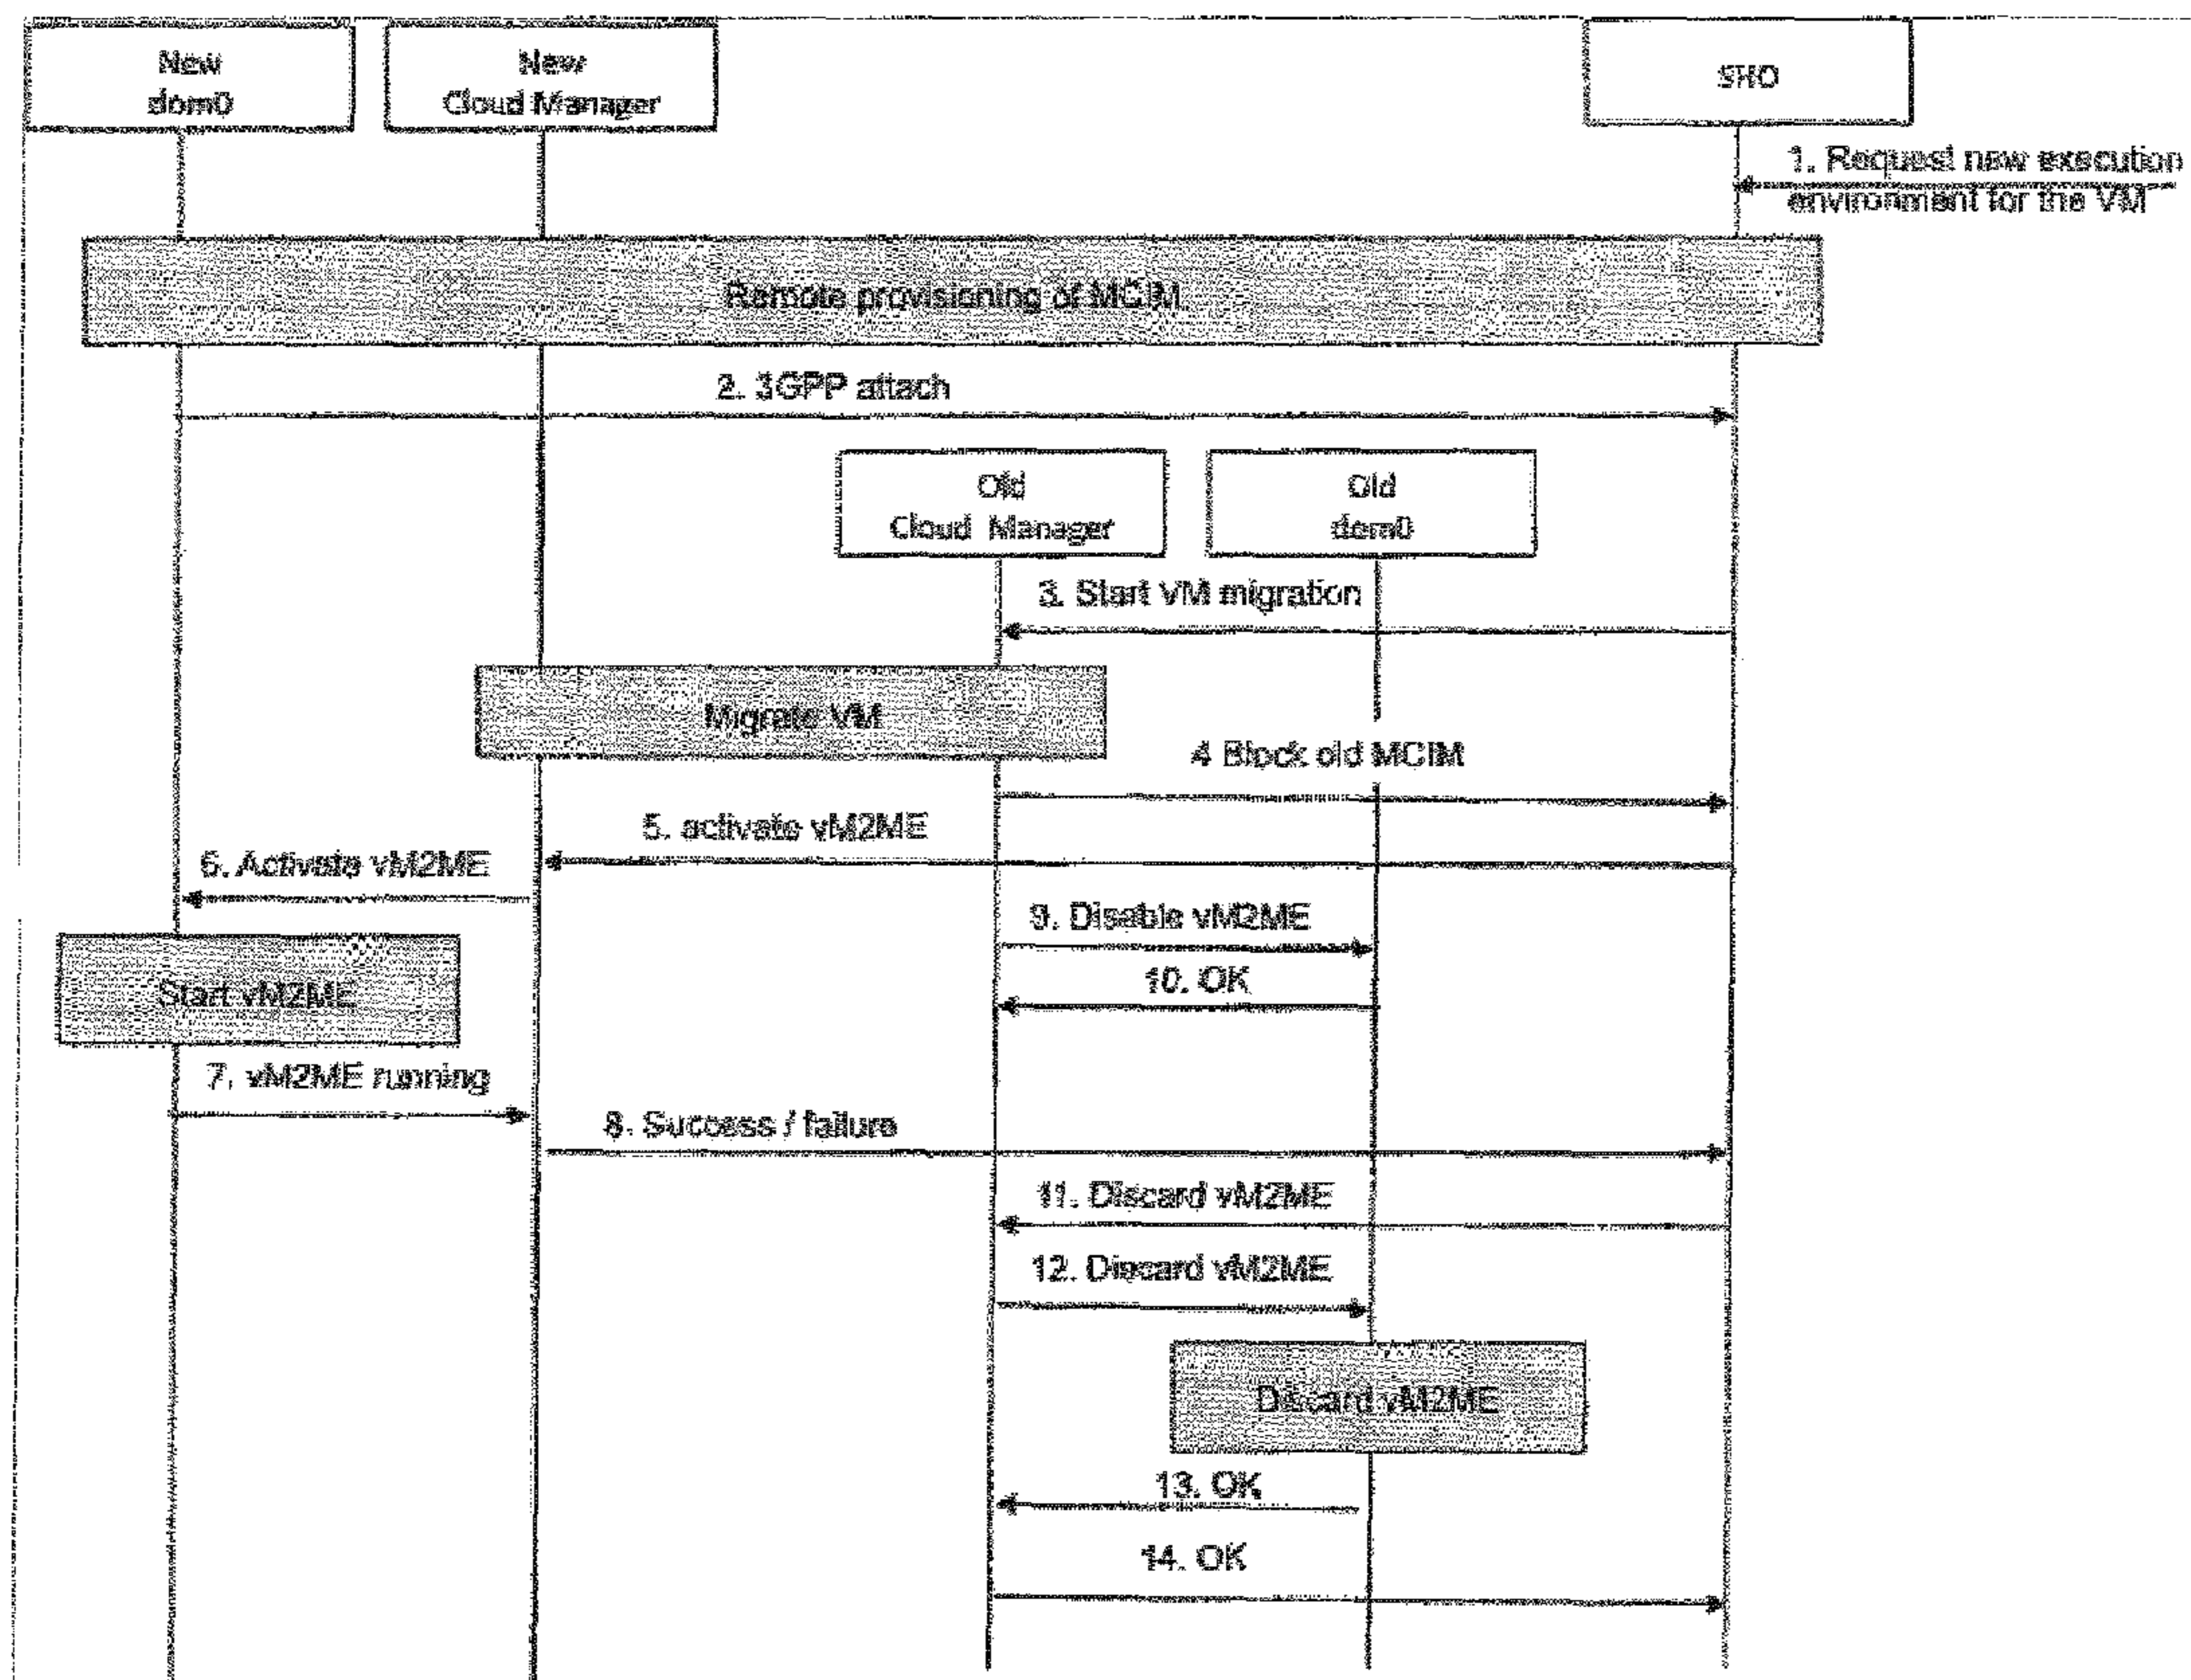 New
dom0
New
Cloud Manager
SHO
1. Request new execution
environment for the VM
Remote provisioning of MCIM
2. 3GPP attach
Old
Cloud Manager
Old
dom0
3. Start VM migration
Migrate VM
4 Block old MCIM
5. activate vM2ME
6. Activate vM2ME
9. Disable vM2ME
10. OK
Start vM2ME
7. vM2ME running
8. Success / failure
11. Discard vM2ME
12. Discard vM2ME
Discard vM2ME
13. OK
14. OK